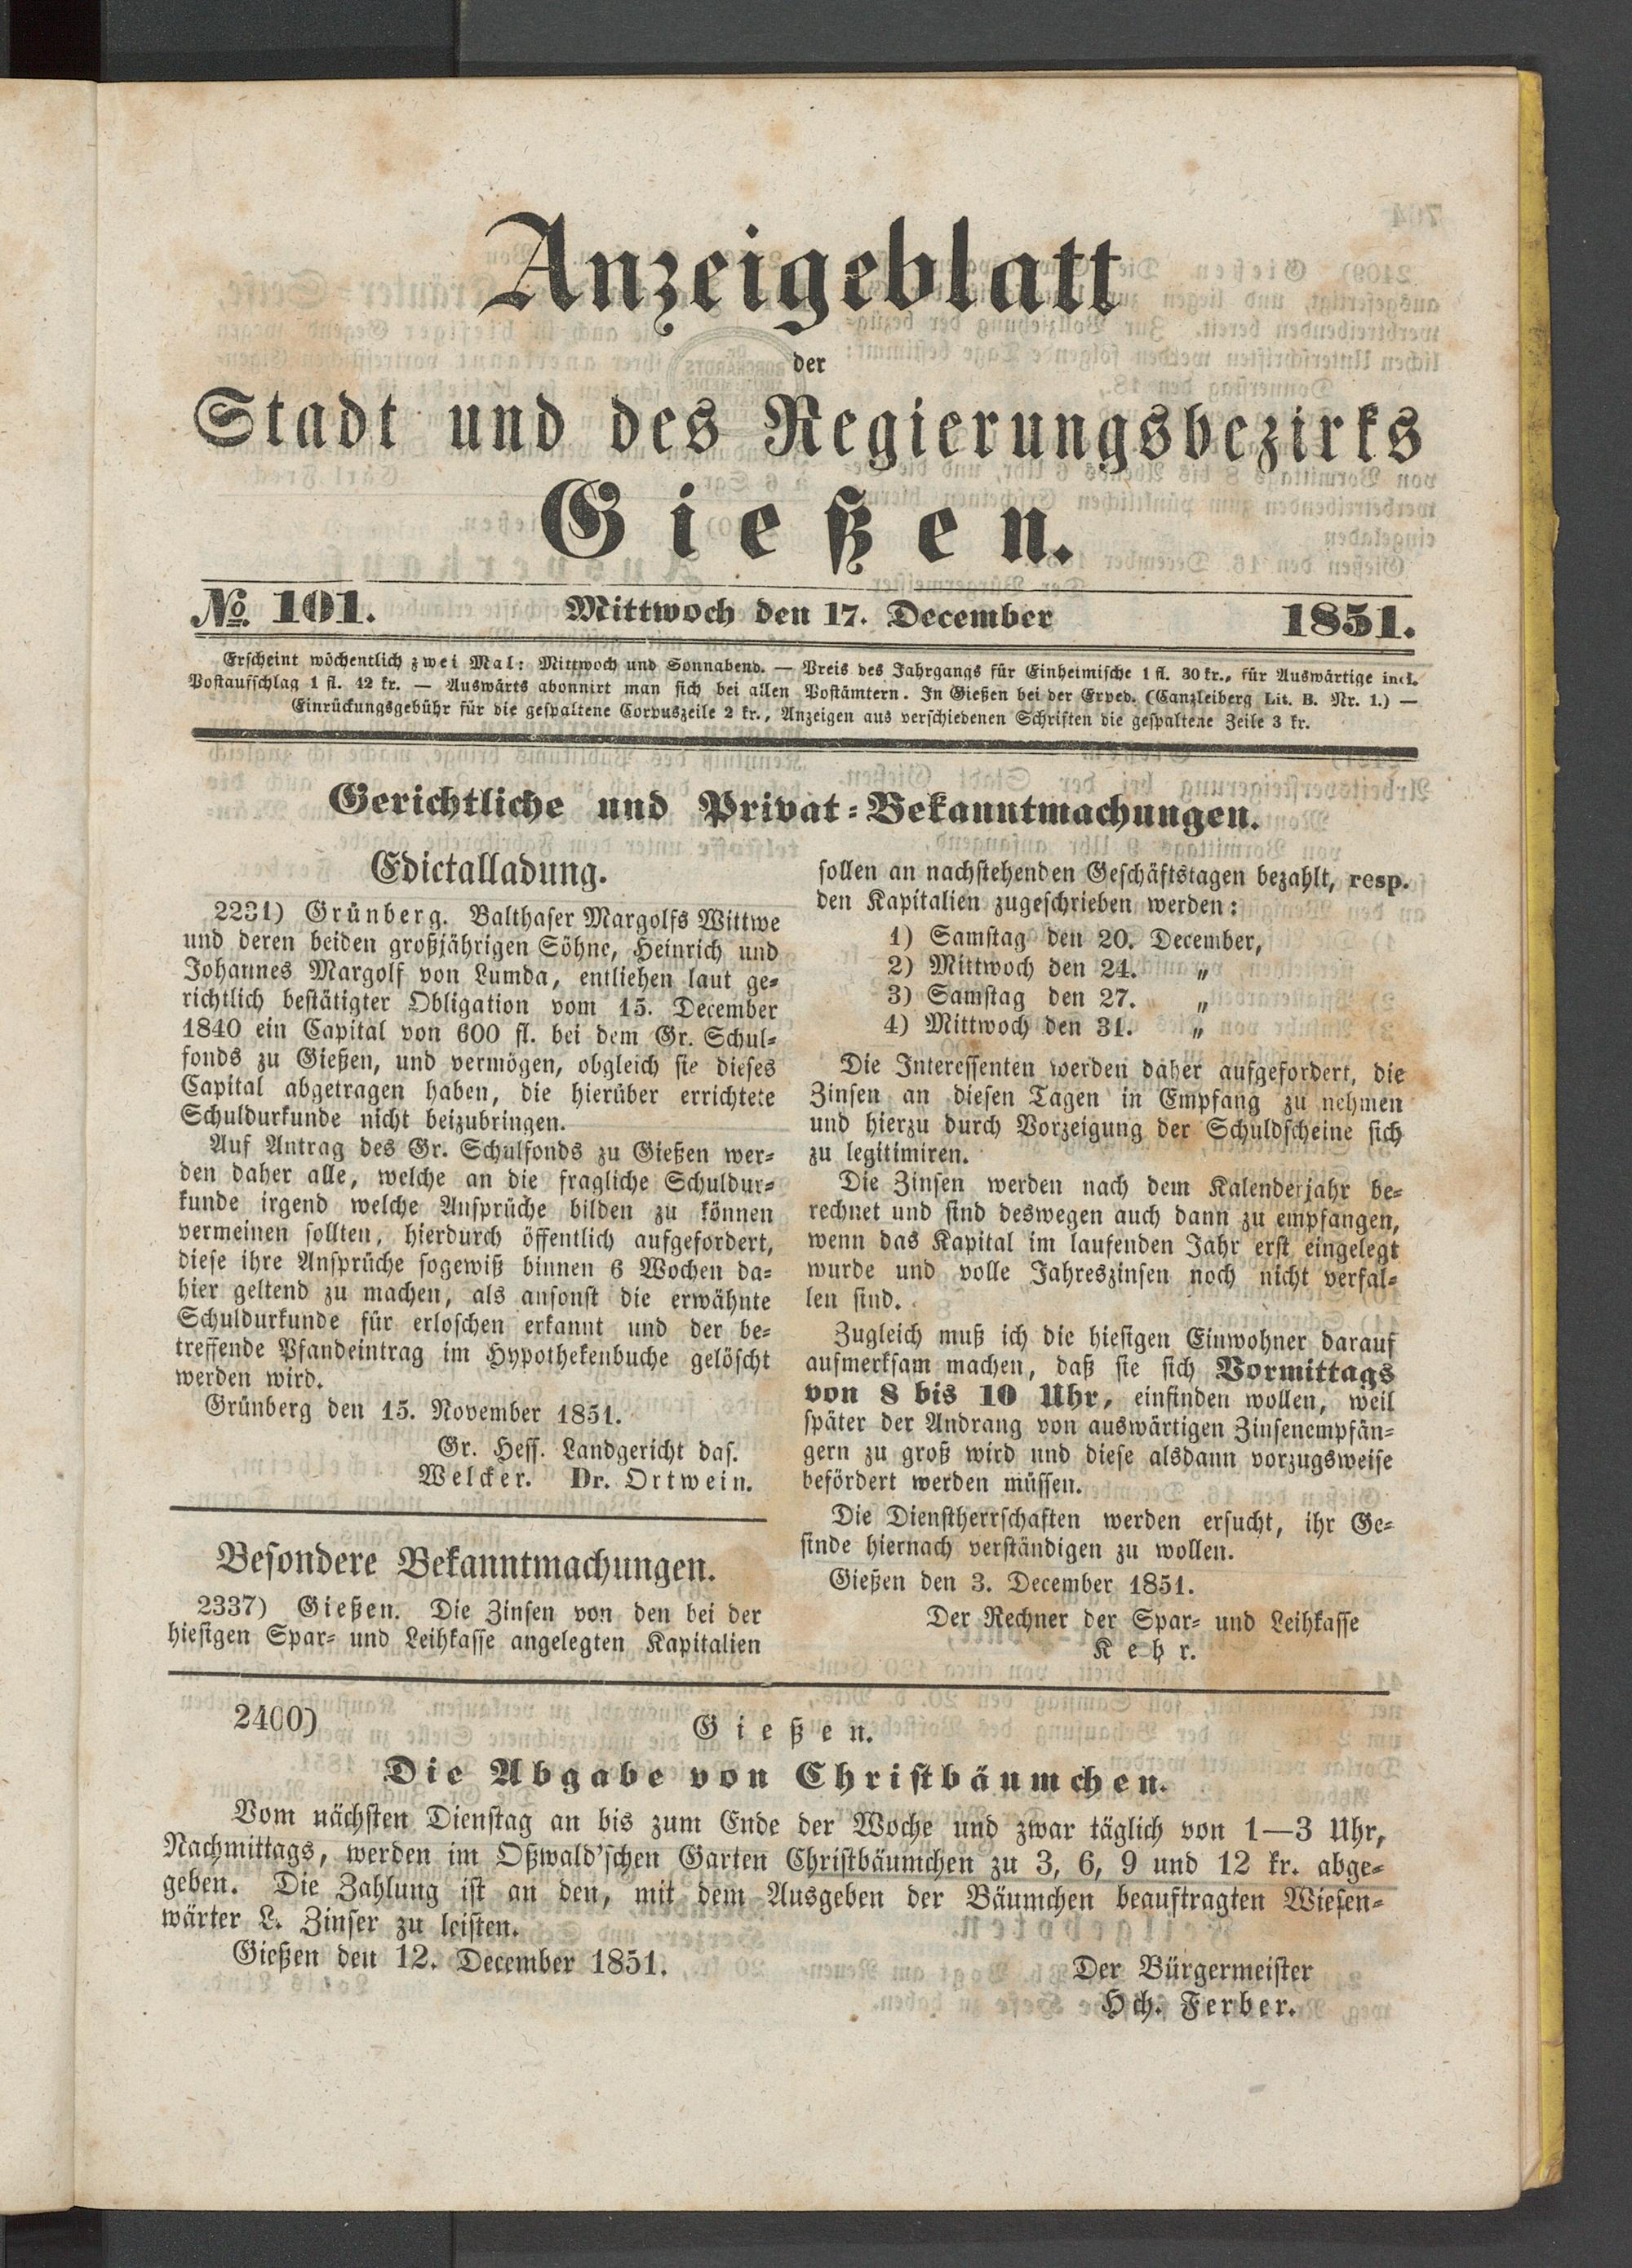 Anzeigeblatt
der
Stadt und des Regierungsbezirks
Gießen.
No. 101. Mittwoch den 17. December 1851.
Erscheint wöchentlich zwei Mal: Mittwoch und Sonnabend. — Preis des Jahrgangs für Einheimische 1 fl. 30 kr., für Auswärtige incl.
Postaufschlag 1 fl. 42 kr. — Auswärts abonnirt man sich bei allen Postämtern. In Gießen bei der Exped. (Canzleiberg Lit. B. Nr. 1.) —
Einrückungsgebühr für die gespaltene Corpuszeile 2 kr., Anzeigen aus verschiedenen Schriften die gespaltene Zeile 3 kr.
Gerichtliche und Privat-Bekanntmachungen.
Edictalladung.
2231) Grünberg. Balthaser Margolfs Wittwe
und deren beiden großjährigen Söhne, Heinrich und
Johannes Margolf von Lumda, entliehen laut ge-
richtlich bestätigter Obligation vom 15. December
1840 ein Capital von 600 fl. bei dem Gr. Schul-
fonds zu Gießen, und vermögen, obgleich sie dieses
Capital abgetragen haben, die hierüber errichtete
Schuldurkunde nicht beizubringen.
Auf Antrag des Gr. Schulfonds zu Gießen wer-
den daher alle, welche an die fragliche Schuldur-
kunde irgend welche Ansprüche bilden zu können
vermeinen sollten, hierdurch öffentlich aufgefordert,
diese ihre Ansprüche sogewiß binnen 6 Wochen da-
hier geltend zu machen, als ansonst die erwähnte
Schuldurkunde für erloschen erkannt und der be-
treffende Pfandeintrag im Hypothekenbuche gelöscht
werden wird.
Grünberg den 15. November 1851.
Gr. Hess. Landgericht das.
Welcker. Dr. Ortwein.
Besondere Bekanntmachungen.
2337) Gießen. Die Zinsen von den bei der
hiesigen Spar- und Leihkasse angelegten Kapitalien
sollen an nachstehenden Geschäftstagen bezahlt, resp.
den Kapitalien zugeschrieben werden:
1) Samstag den 20. December,
2) Mittwoch den 24. „
3) Samstag den 27. „
4) Mittwoch den 31. „
Die Interessenten werden daher aufgefordert, die
Zinsen an diesen Tagen in Empfang zu nehmen
und hierzu durch Vorzeigung der Schuldscheine sich
zu legitimiren.
Die Zinsen werden nach dem Kalenderjahr be-
rechnet und sind deswegen auch dann zu empfangen,
wenn das Kapital im laufenden Jahr erst eingelegt
wurde und volle Jahreszinsen noch nicht verfal-
len sind.
Zugleich muß ich die hiesigen Einwohner darauf
aufmerksam machen, daß sie sich Vormittags
von 8 bis 10 Uhr, einfinden wollen, weil
später der Andrang von auswärtigen Zinsenempfän-
gern zu groß wird und diese alsdann vorzugsweise
befördert werden müssen.
Die Dienstherrschaften werden ersucht, ihr Ge-
sinde hiernach verständigen zu wollen.
Gießen den 3. December 1851.
Der Rechner der Spar- und Leihkasse
Kehr.
2400) Gießen.
Die Abgabe von Christbäumchen.
Vom nächsten Dienstag an bis zum Ende der Woche und zwar täglich von 1—3 Uhr,
Nachmittags, werden im Oßwald'schen Garten Christbäumchen zu 3, 6, 9 und 12 kr. abge-
geben. Die Zahlung ist an den, mit dem Ausgeben der Bäumchen beauftragten Wiesen-
wärter L. Zinser zu leisten.
Gießen den 12. December 1851.
Der Bürgermeister
Hch. Ferber.